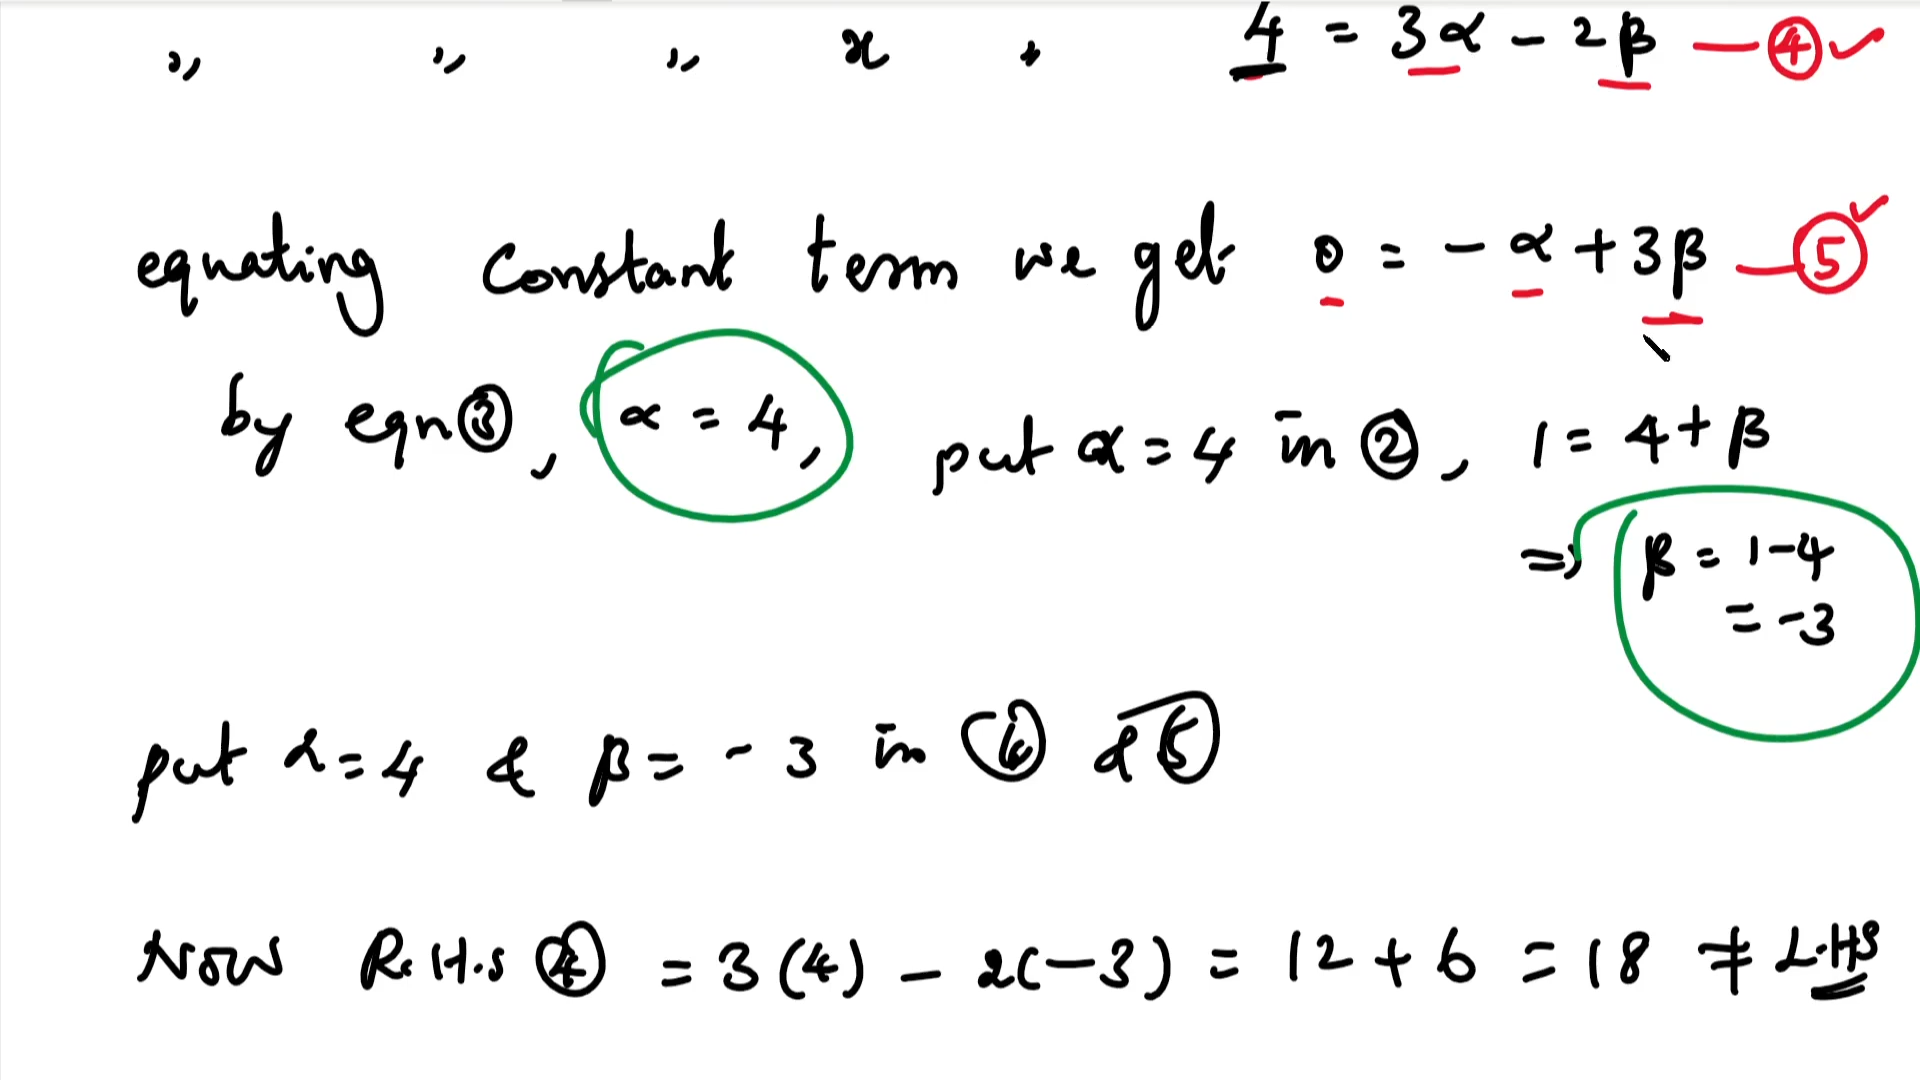 ,, ,, ,, x , 4 = 3α - 2β — ④ ✓
equating Constant term we get 0 = - α + 3β — ⑤ ✓
by eqn ③, α = 4, put α = 4 in ②, 1 = 4 + β
⇒ β = 1-4
= -3
put α = 4 & β = - 3 in ④ & ⑤
Now R.H.S ④ = 3(4) - 2(-3) = 12 + 6 = 18 ≠ L.HS